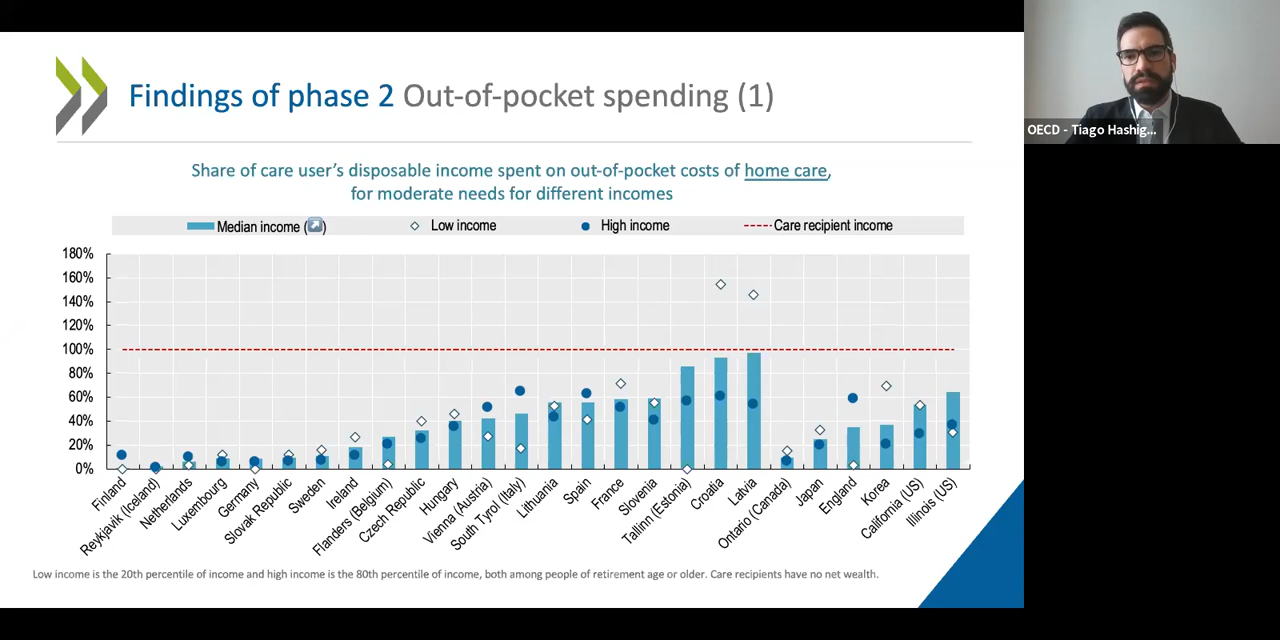 Findings of phase 2 Out-of-pocket spending (1)
Share of care user's disposable income spent on out-of-pocket costs of home care,
for moderate needs for different incomes
Median income (↗)
Low income
High income
Care recipient income
180%
160%
140%
120%
100%
80%
60%
40%
20%
0%
Finland
Reykjavik (Iceland)
Netherlands
Luxembourg
Germany
Slovak Republic
Sweden
Ireland
Flanders (Belgium)
Czech Republic
Hungary
Vienna (Austria)
South Tyrol (Italy)
Lithuania
Spain
France
Slovenia
Tallinn (Estonia)
Croatia
Latvia
Ontario (Canada)
Japan
England
Korea
California (US)
Illinois (US)
Low income is the 20th percentile of income and high income is the 80th percentile of income, both among people of retirement age or older. Care recipients have no net wealth.
OECD - Tiago Hashig...